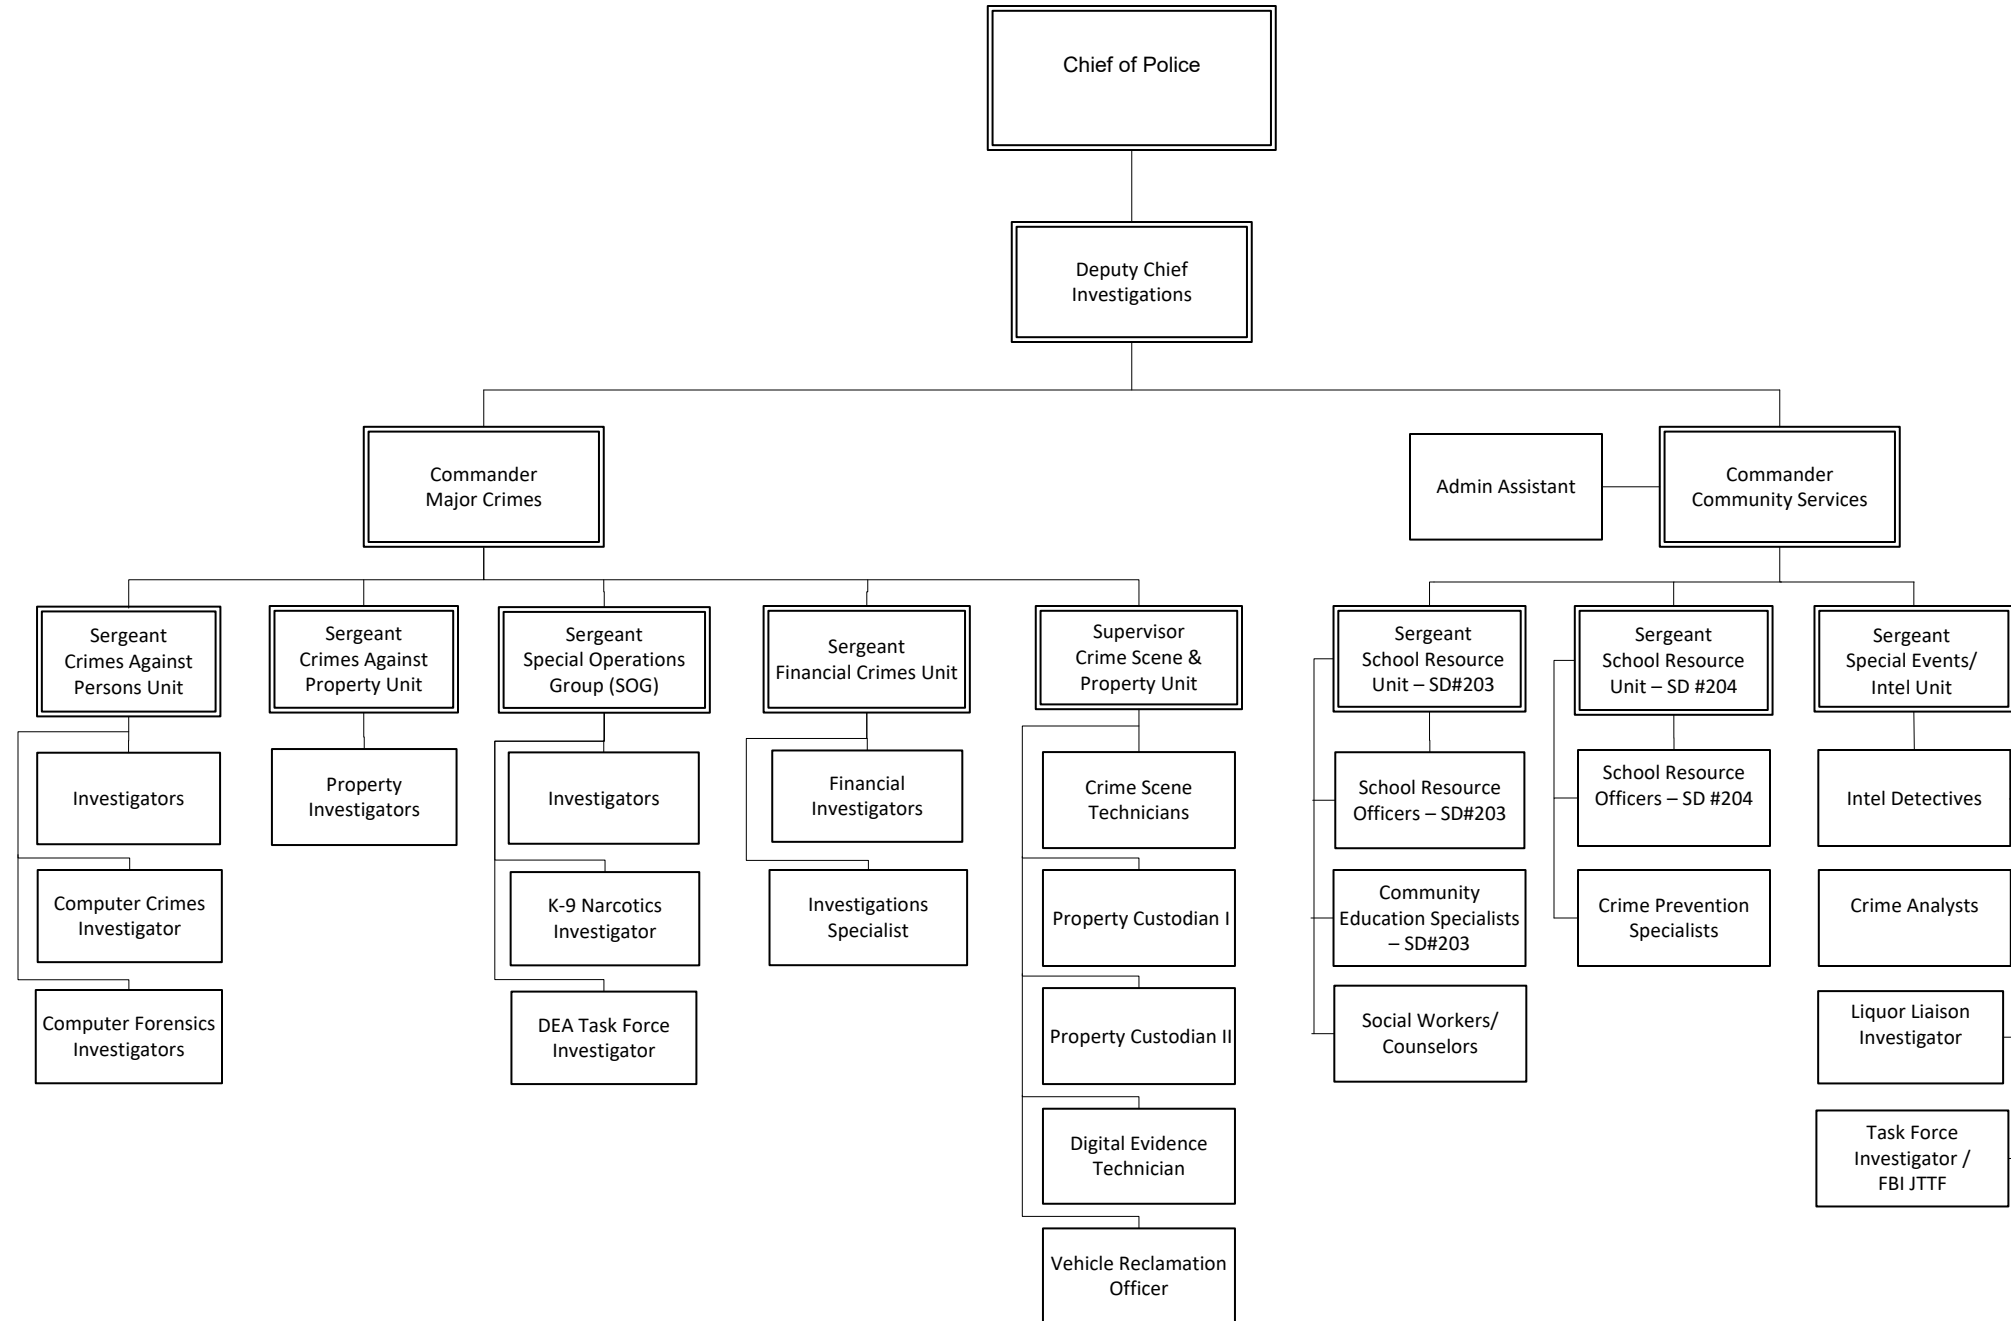 Chief of Police
Deputy Chief
Investigations
Commander
Major Crimes
Admin Assistant
Commander
Community Services
Sergeant
Crimes Against
Persons Unit
Sergeant
Crimes Against
Property Unit
Sergeant
Special Operations
Group (SOG)
Sergeant
Financial Crimes Unit
Supervisor
Crime Scene &
Property Unit
Sergeant
School Resource
Unit – SD#203
Sergeant
School Resource
Unit – SD #204
Sergeant
Special Events/
Intel Unit
Investigators
Property
Investigators
Investigators
Financial
Investigators
Crime Scene
Technicians
School Resource
Officers – SD#203
School Resource
Officers – SD #204
Intel Detectives
Computer Crimes
Investigator
K-9 Narcotics
Investigator
Investigations
Specialist
Property Custodian I
Community
Education Specialists
– SD#203
Crime Prevention
Specialists
Crime Analysts
Computer Forensics
Investigators
DEA Task Force
Investigator
Property Custodian II
Social Workers/
Counselors
Liquor Liaison
Investigator
Digital Evidence
Technician
Task Force
Investigator /
FBI JTTF
Vehicle Reclamation
Officer